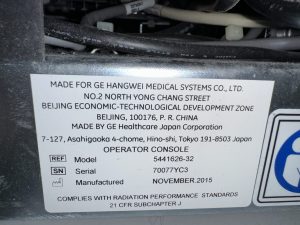 MADE FOR GE HANGWEI MEDICAL SYSTEMS CO., LTD.
NO.2 NORTH YONG CHANG STREET
BEIJING ECONOMIC-TECHNOLOGICAL DEVELOPMENT ZONE
BEIJING, 100176, P. R. CHINA
MADE BY GE Healthcare Japan Corporation
7-127, Asahigaoka 4-chome, Hino-shi, Tokyo 191-8503 Japan
OPERATOR CONSOLE
REF Model 5441626-32
SN Serial 70077YC3
Manufactured NOVEMBER.2015
COMPLIES WITH RADIATION PERFORMANCE STANDARDS
21 CFR SUBCHAPTER J